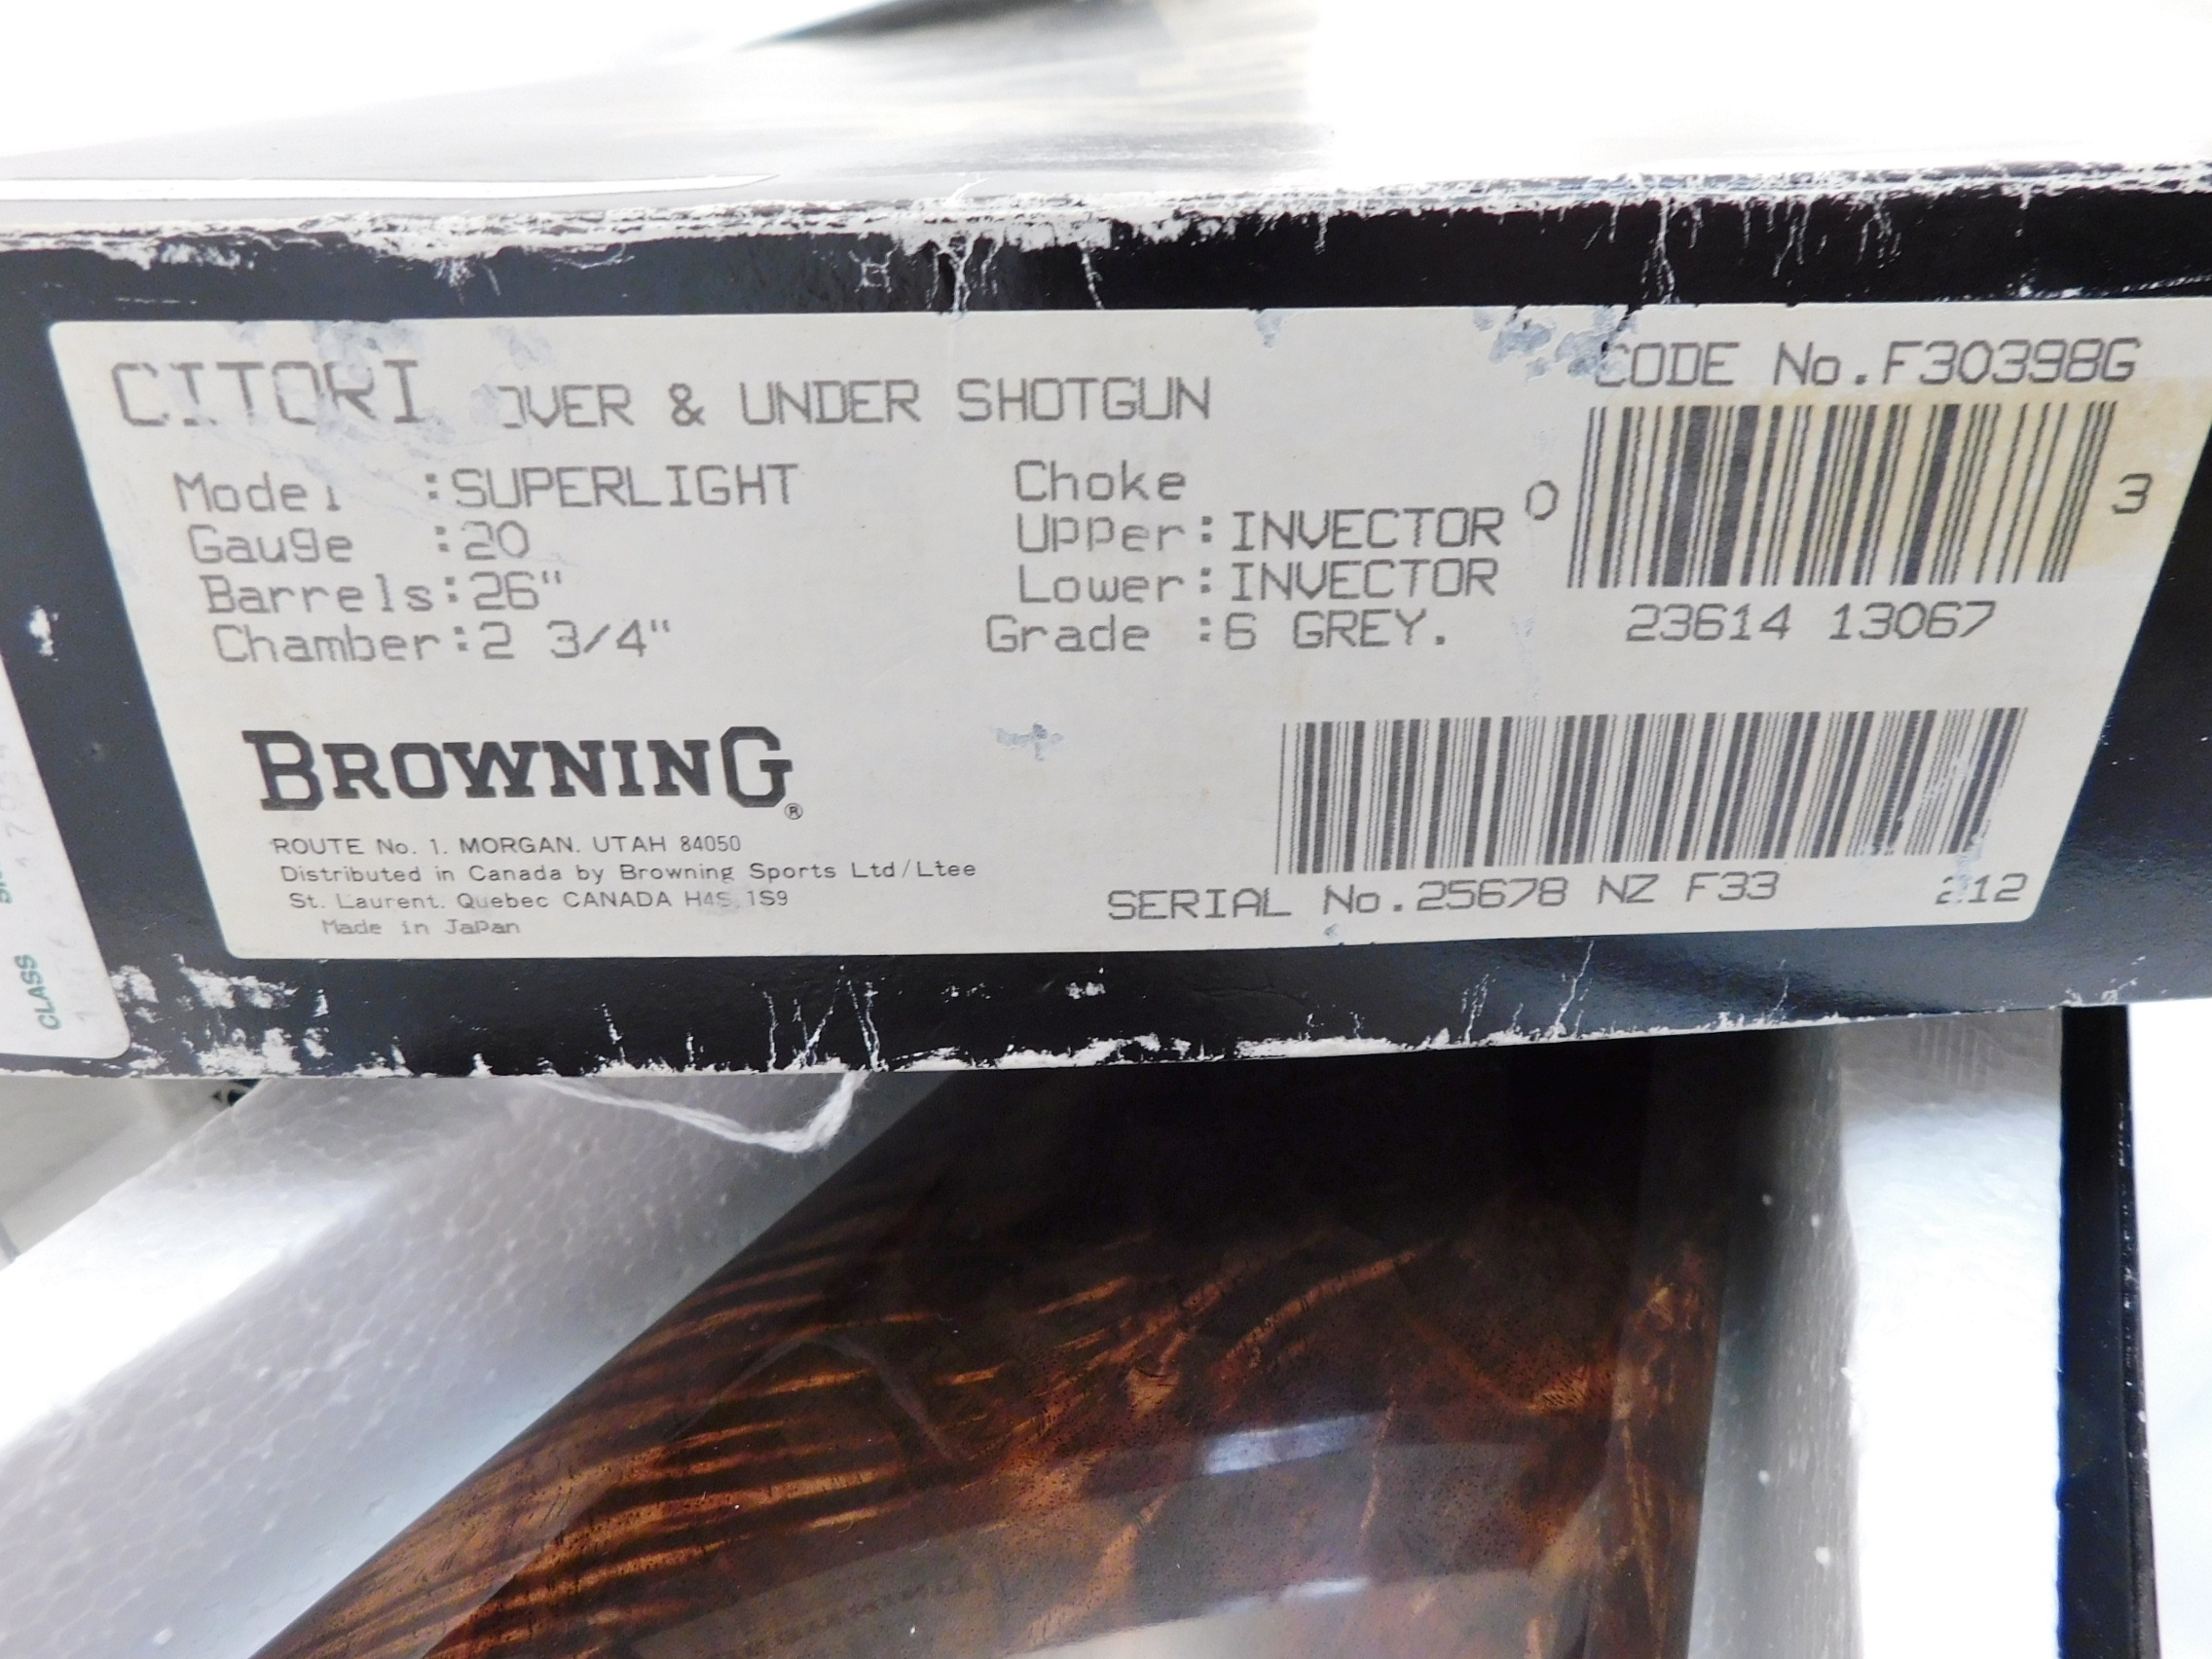 CITORI OVER & UNDER SHOTGUN
CODE No.F30398G
Model :SUPERLIGHT
Gauge :20
Barrels:26"
Chamber:2 3/4"
Choke
Upper:INVECTOR
Lower:INVECTOR
Grade :6 GREY.
0 3
23614 13067
BROWNING®
ROUTE No. 1. MORGAN. UTAH 84050
Distributed in Canada by Browning Sports Ltd/Ltee
St. Laurent. Quebec CANADA H4S 1S9
Made in Japan
SERIAL No.25678 NZ F33 212
CLASS